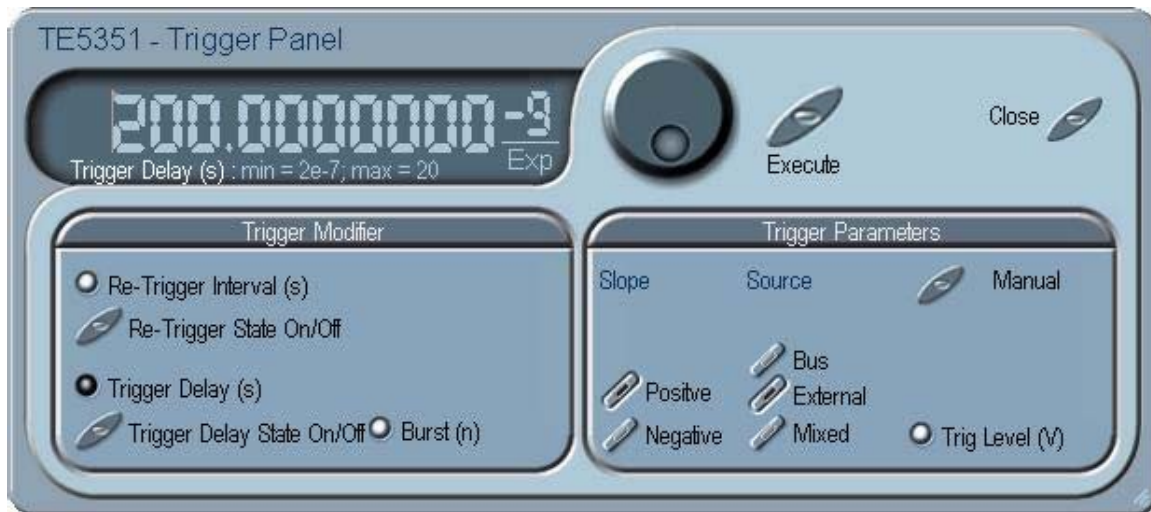 TE5351 - Trigger Panel
200.0000000 -9
Exp
Trigger Delay (s) : min = 2e-7; max = 20
Execute
Close
Trigger Modifier
Re-Trigger Interval (s)
Re-Trigger State On/Off
Trigger Delay (s)
Trigger Delay State On/Off
Burst (n)
Trigger Parameters
Slope
Source
Manual
Positve
Negative
Bus
External
Mixed
Trig Level (V)